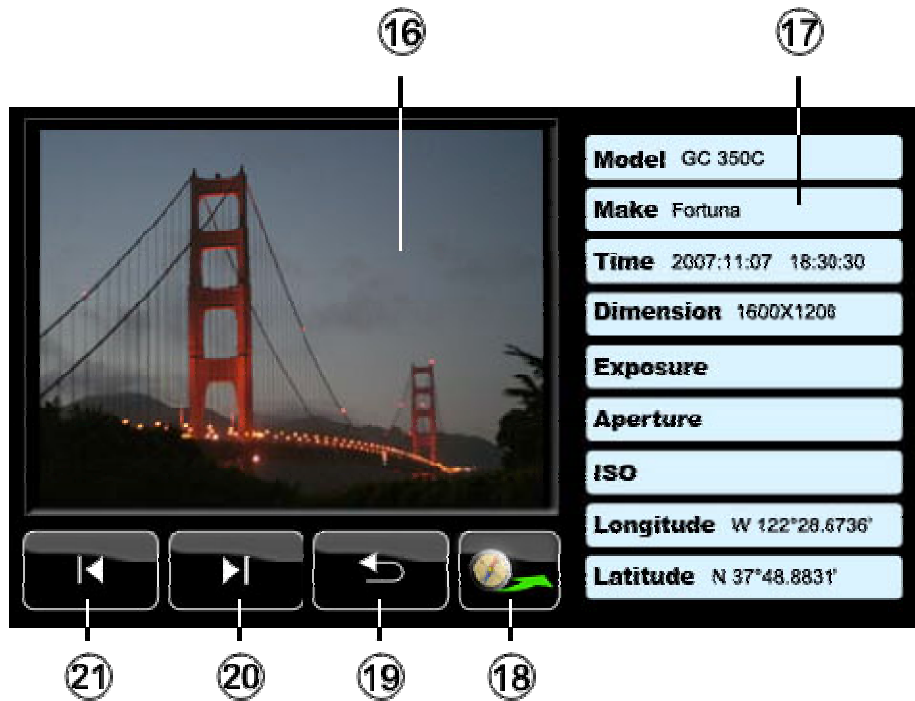 16 17
Model GC 350C
Make Fortuna
Time 2007:11:07 18:30:30
Dimension 1600X1200
Exposure
Aperture
ISO
Longitude W 122°28.6736'
Latitude N 37°48.8831'
21 20 19 18